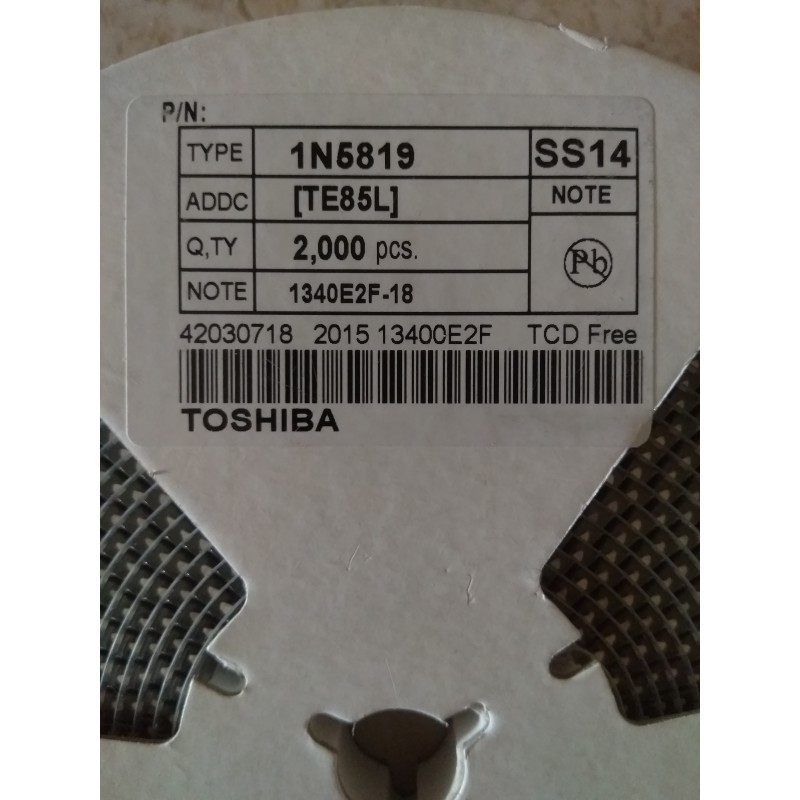 P/N:
TYPE 1N5819 SS14
ADDC [TE85L] NOTE
Q,TY 2,000 pcs. Pb
NOTE 1340E2F-18
42030718 2015 13400E2F TCD Free
TOSHIBA